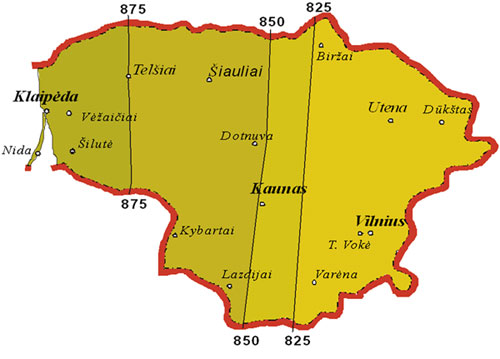 875
850
825
Telšiai
Šiauliai
Biržai
Klaipėda
Vėžaičiai
Utena
Dūkštas
Nida
Šilutė
Dotnuva
Kaunas
875
Kybartai
Vilnius
T. Vokė
Lazdijai
Varėna
850
825